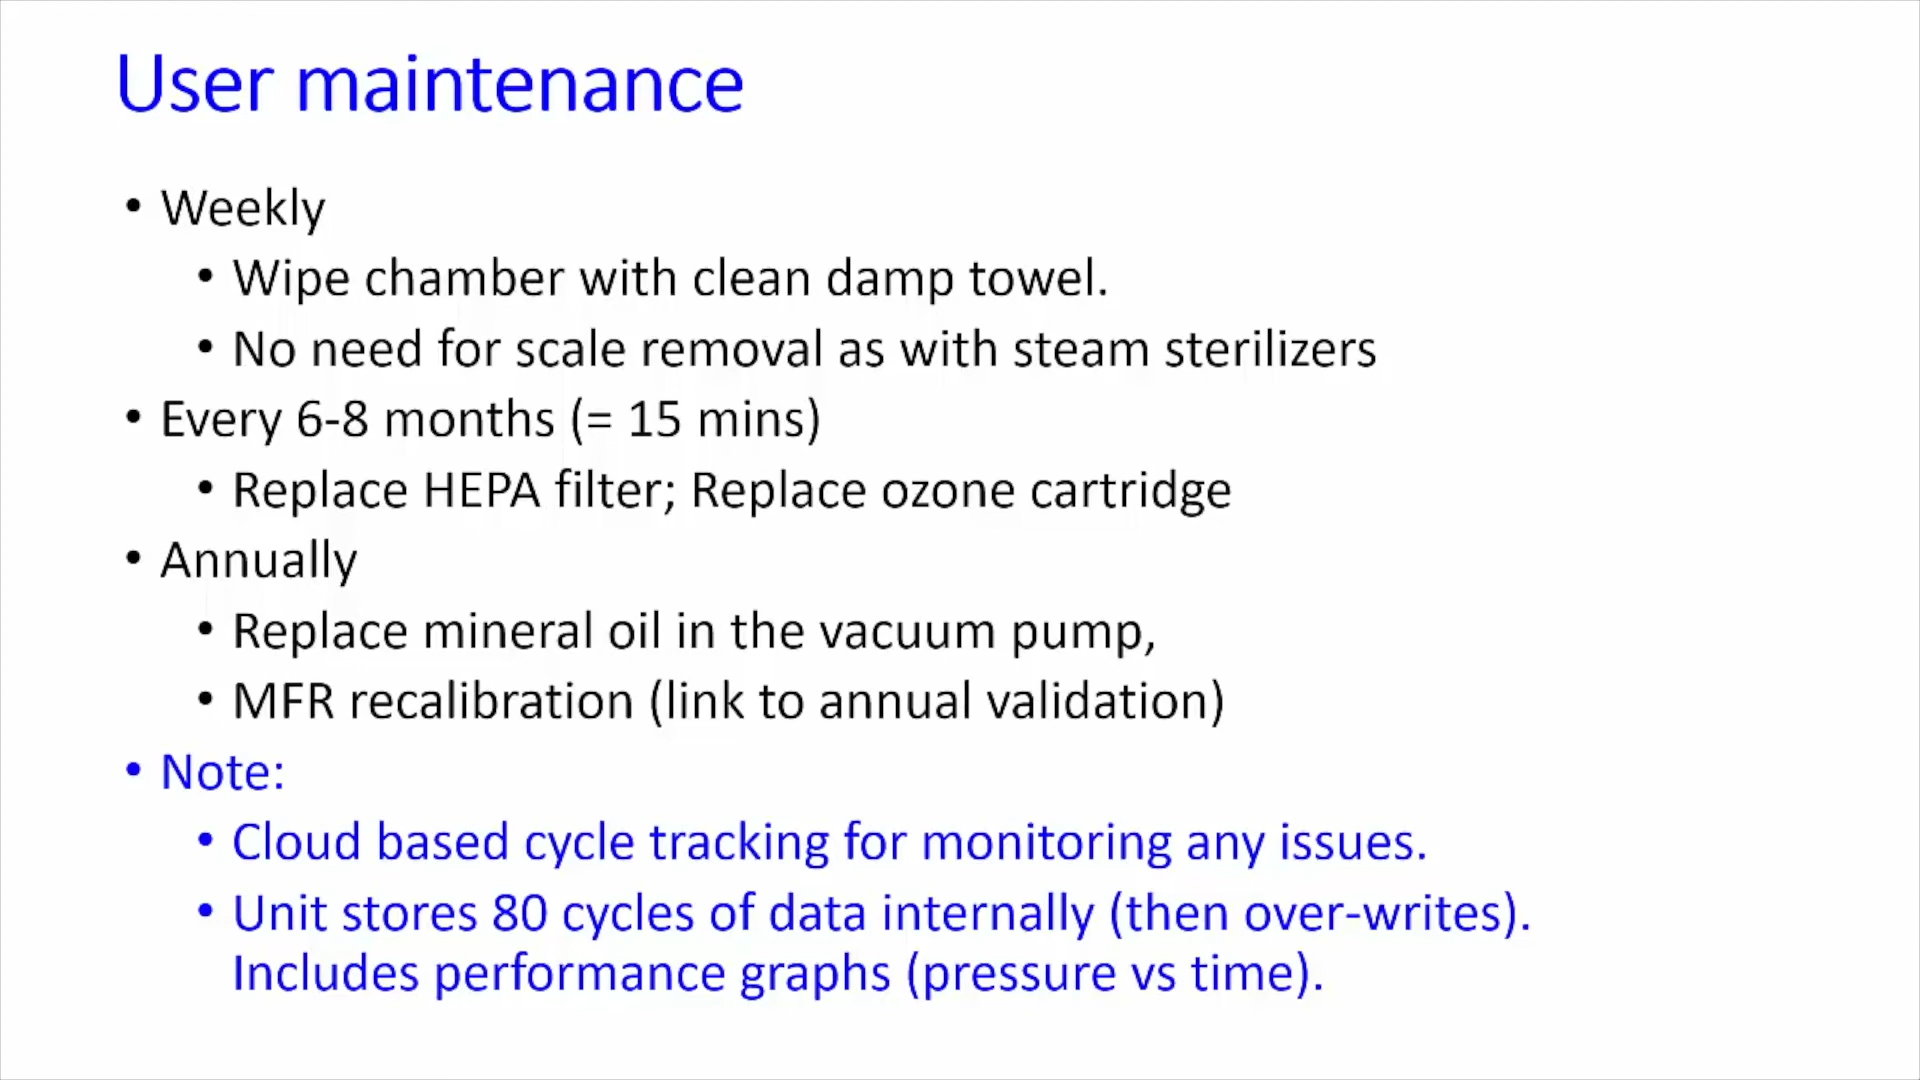 User maintenance
• Weekly
• Wipe chamber with clean damp towel.
• No need for scale removal as with steam sterilizers
• Every 6-8 months (= 15 mins)
• Replace HEPA filter; Replace ozone cartridge
• Annually
• Replace mineral oil in the vacuum pump,
• MFR recalibration (link to annual validation)
• Note:
• Cloud based cycle tracking for monitoring any issues.
• Unit stores 80 cycles of data internally (then over-writes).
Includes performance graphs (pressure vs time).